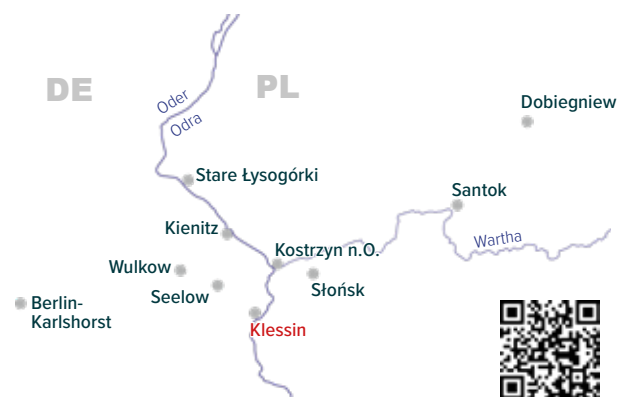 DE
PL
Oder
Odra
Dobiegniew
Stare Łysogórki
Santok
Kienitz
Wartha
Kostrzyn n.O.
Wulkow
Słońsk
Seelow
Berlin-
Karlshorst
Klessin